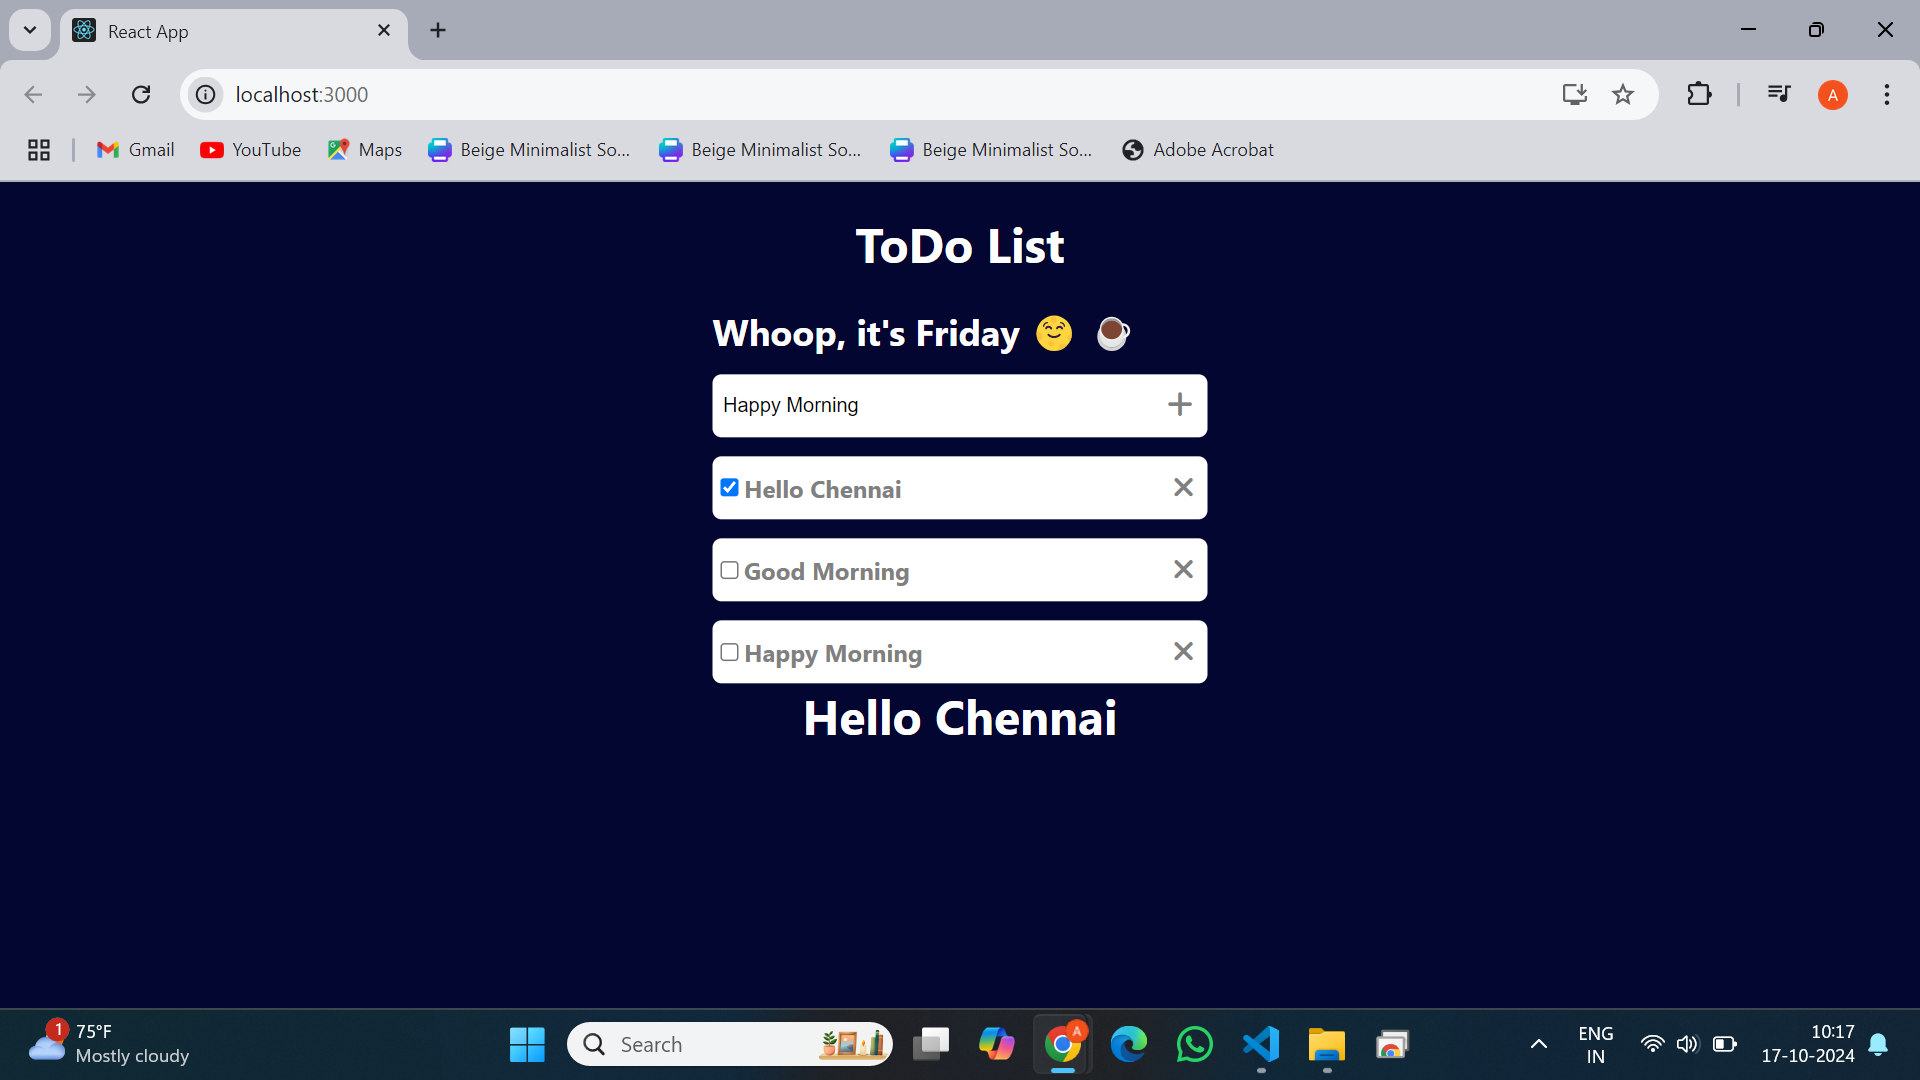 React App
localhost:3000
A
Gmail
YouTube
Maps
Beige Minimalist So...
Beige Minimalist So...
Beige Minimalist So...
Adobe Acrobat
ToDo List
Whoop, it's Friday
Happy Morning
Hello Chennai
Good Morning
Happy Morning
Hello Chennai
1
75°F
Mostly cloudy
Search
A
ENG
IN
10:17
17-10-2024